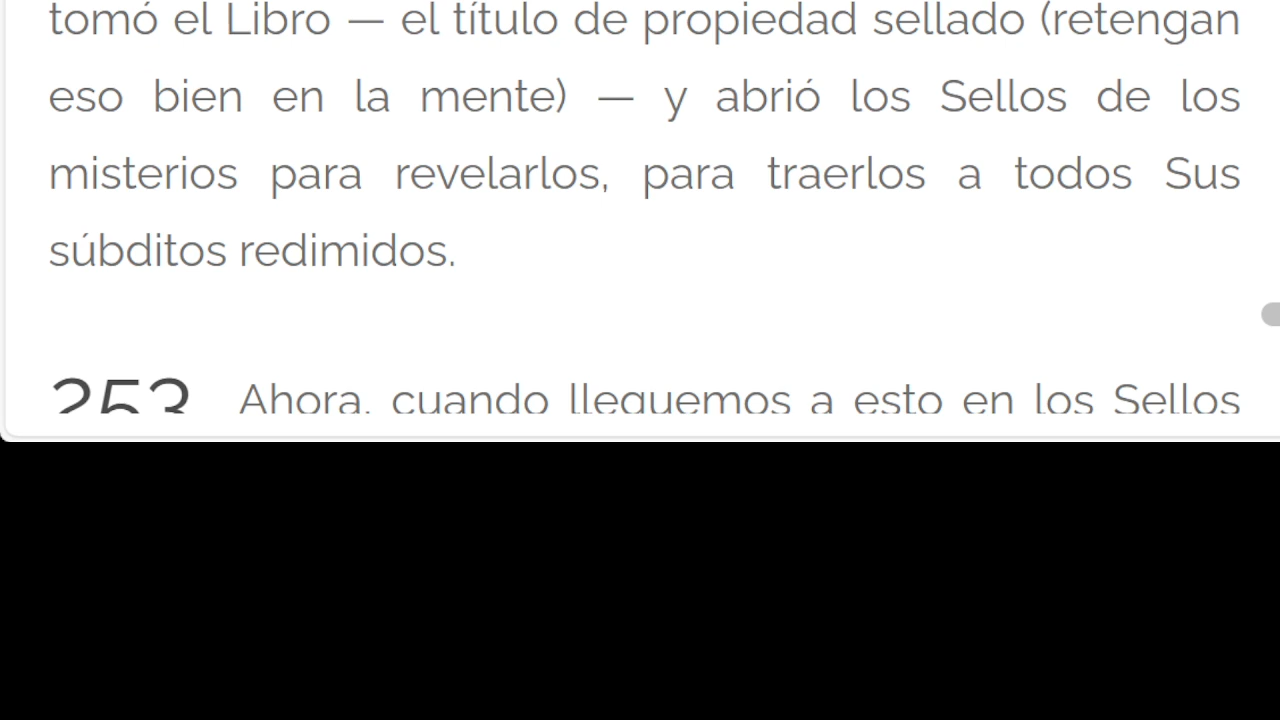 tomó el Libro — el título de propiedad sellado (retengan
eso bien en la mente) — y abrió los Sellos de los
misterios para revelarlos, para traerlos a todos Sus
súbditos redimidos.
253 Ahora, cuando lleguemos a esto en los Sellos